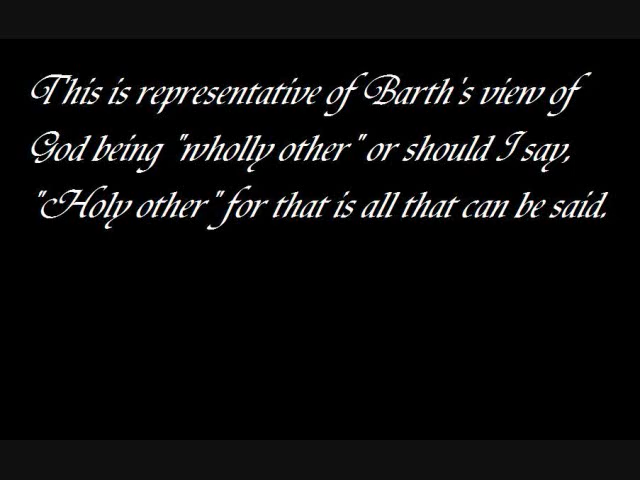 This is representative of Barth's view of
God being "wholly other" or should I say,
"Holy other" for that is all that can be said.